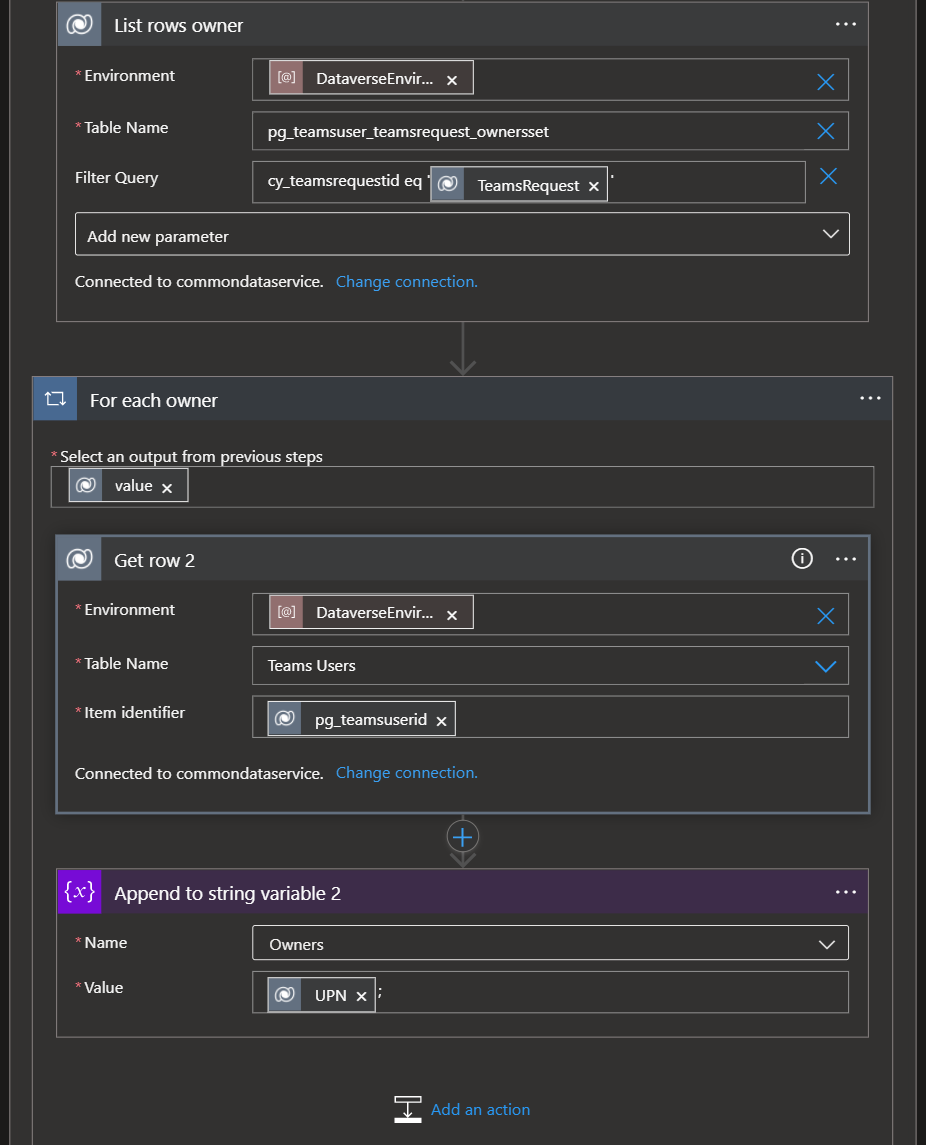 List rows owner
...
* Environment
[@] DataverseEnvir... ×
* Table Name
pg_teamsuser_teamsrequest_ownersset
Filter Query
cy_teamsrequestid eq ' TeamsRequest × '
Add new parameter
Connected to commondataservice. Change connection.
For each owner
...
* Select an output from previous steps
value ×
Get row 2
...
* Environment
[@] DataverseEnvir... ×
* Table Name
Teams Users
* Item identifier
pg_teamsuserid ×
Connected to commondataservice. Change connection.
{x} Append to string variable 2
...
* Name
Owners
* Value
UPN × ;
Add an action